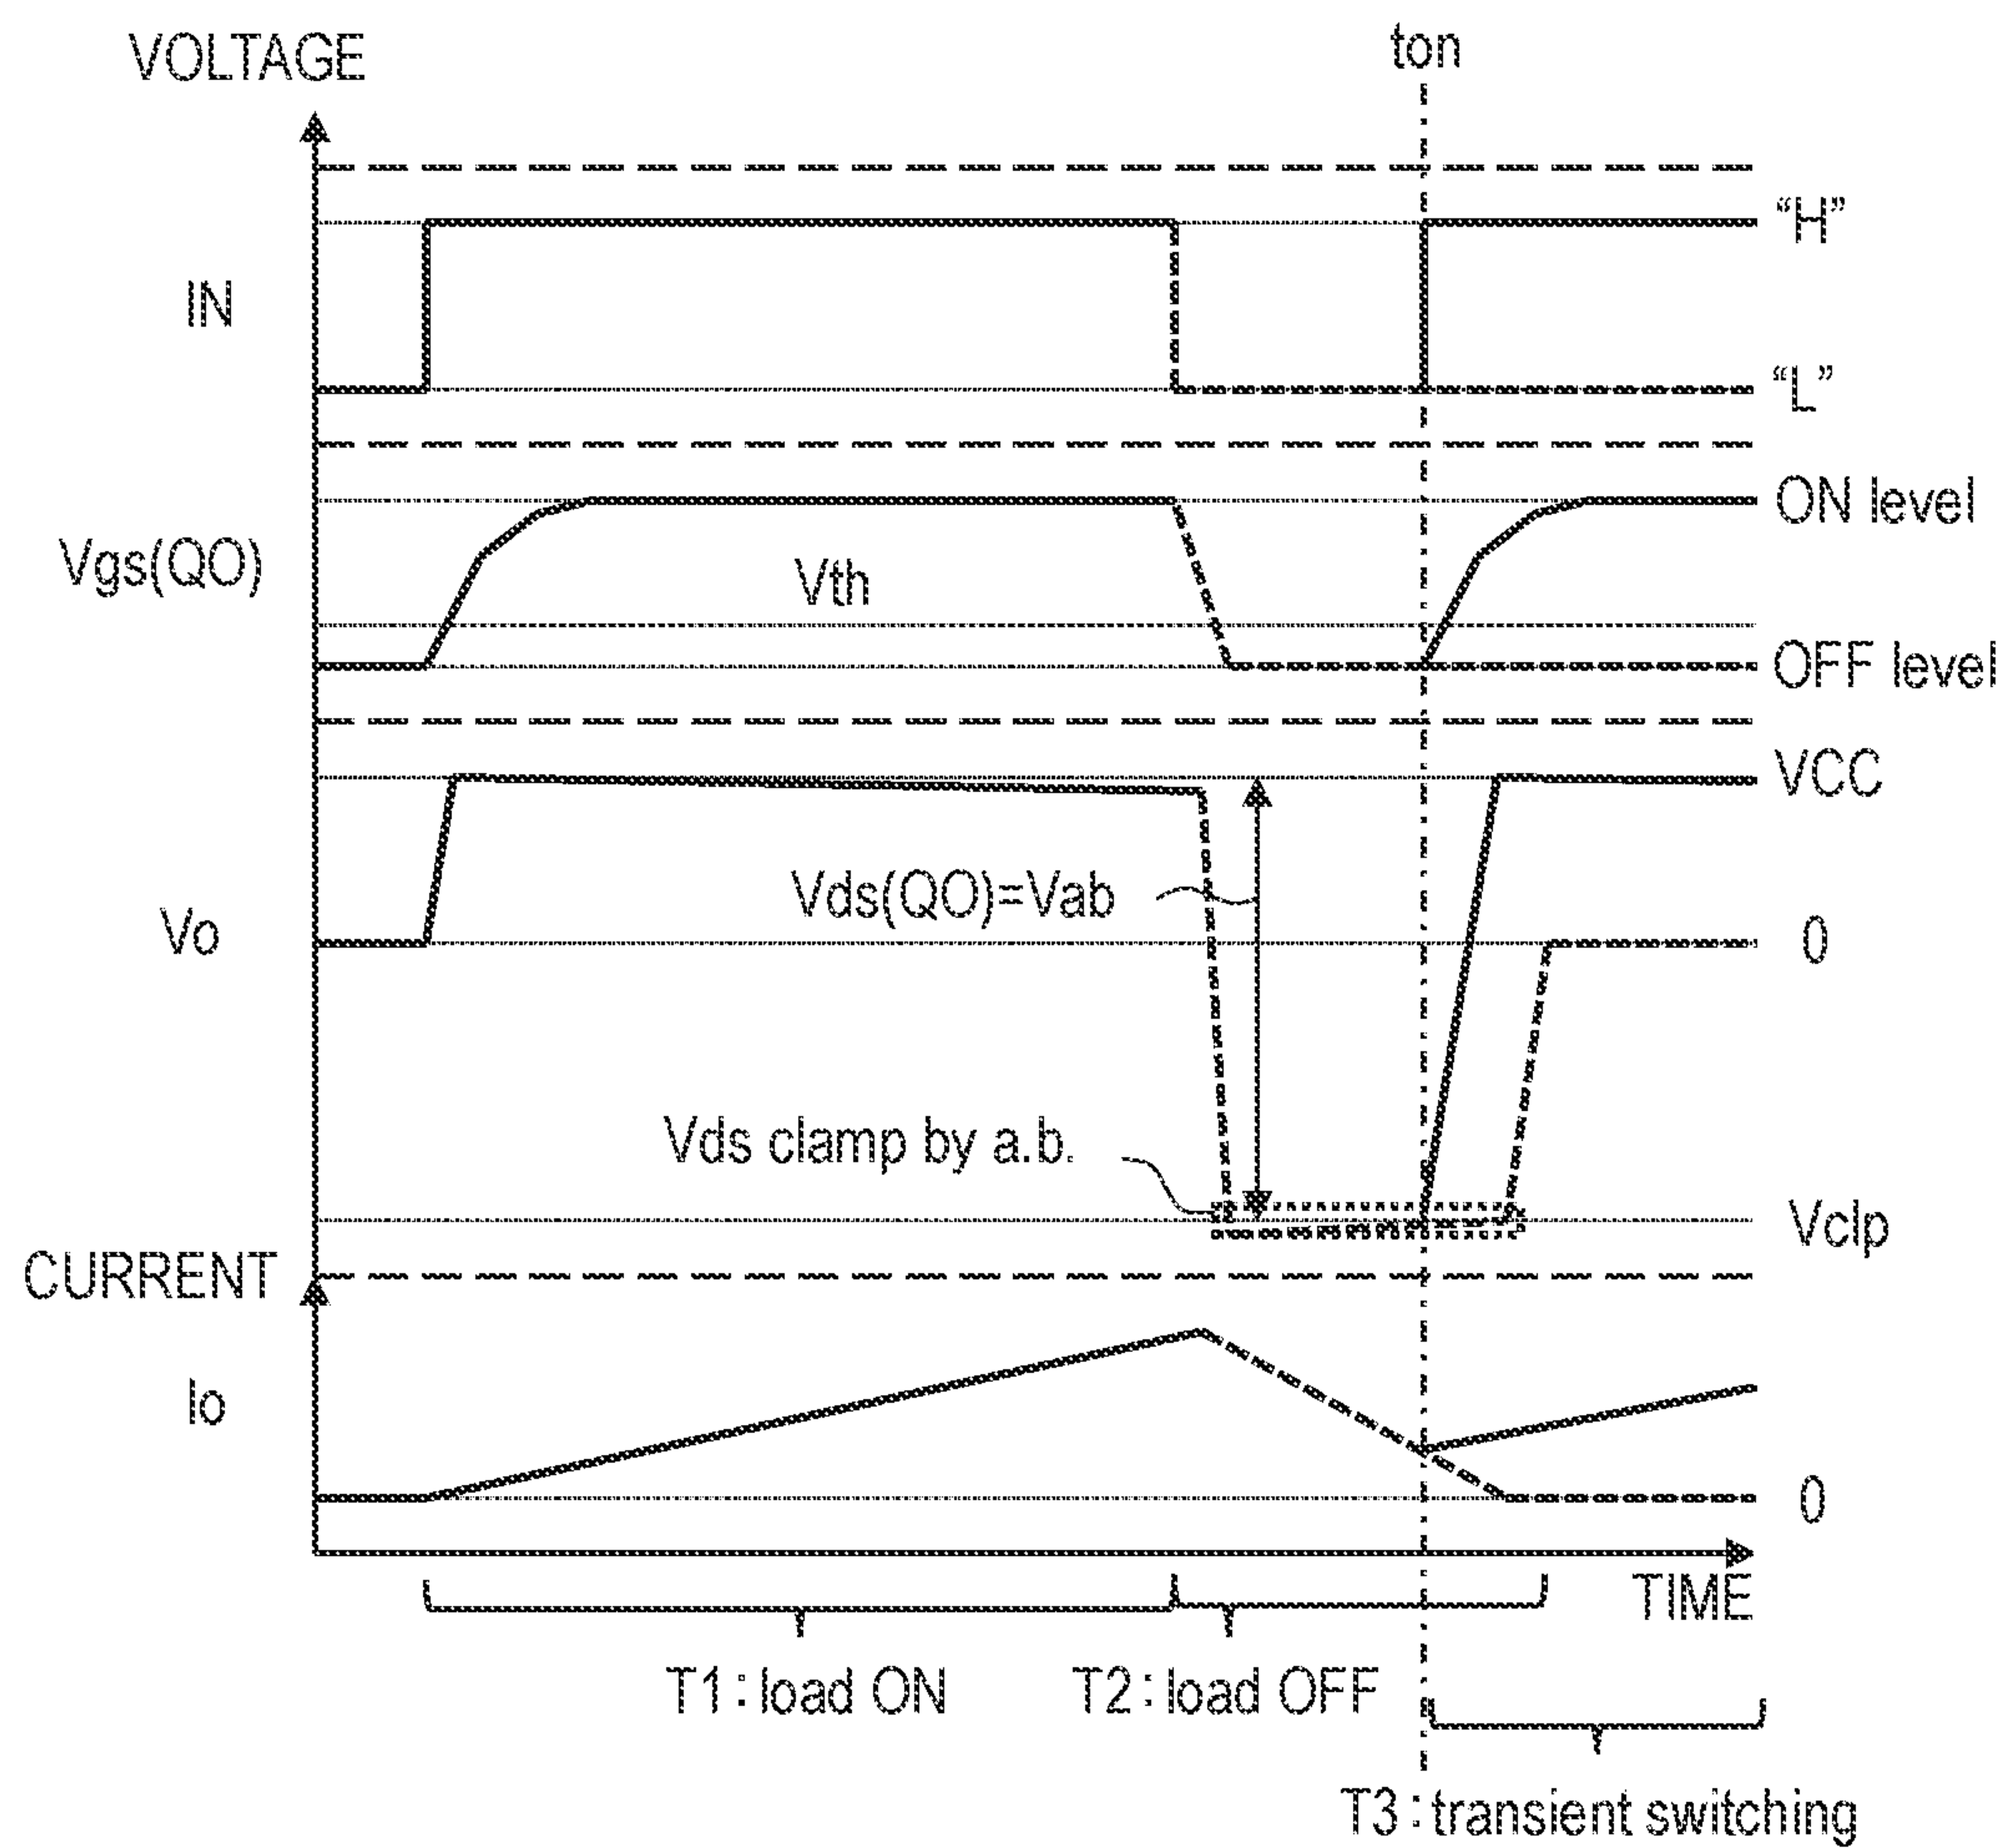 VOLTAGE
ton
"H"
IN
"L"
ON level
Vgs(QO)
Vth
OFF level
VCC
Vds(QO)=Vab
Vo
0
Vds clamp by a.b.
Vclp
CURRENT
Io
0
TIME
T1:load ON
T2:load OFF
T3:transient switching